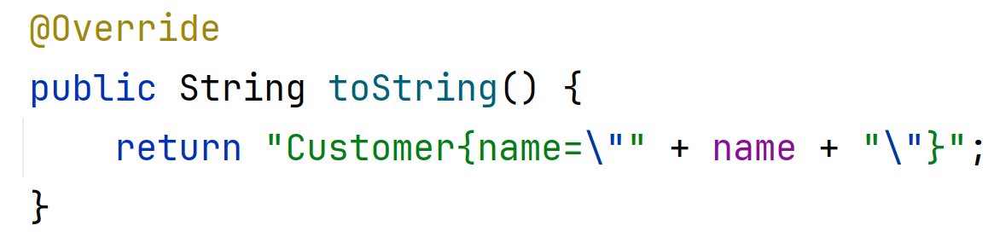 @Override
public String toString() {
    return "Customer{name=\"" + name + "\"}";
}